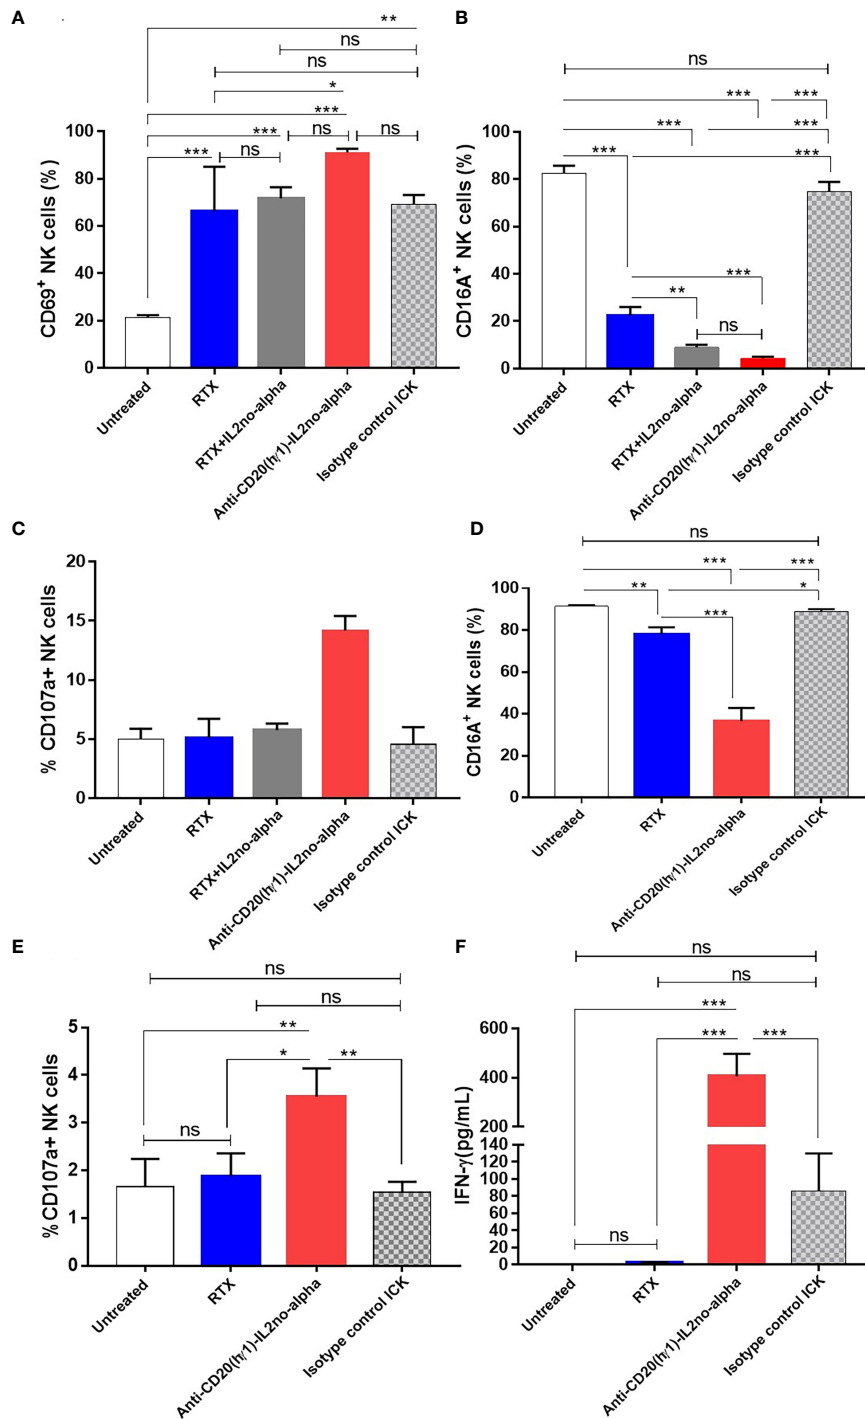 A
B
**
ns
ns
*
***
*** ns ns
*** ns
100
80
60
40
20
0
CD69+ NK cells (%)
Untreated
RTX
RTX+IL2no-alpha
Anti-CD20(hγ1)-IL2no-alpha
Isotype control ICK
ns
*** ***
*** ***
*** ***
***
**
ns
100
80
60
40
20
0
CD16A+ NK cells (%)
Untreated
RTX
RTX+IL2no-alpha
Anti-CD20(hγ1)-IL2no-alpha
Isotype control ICK
C
D
20
15
10
5
0
% CD107a+ NK cells
Untreated
RTX
RTX+IL2no-alpha
Anti-CD20(hγ1)-IL2no-alpha
Isotype control ICK
ns
*** ***
** *
***
100
80
60
40
20
0
CD16A+ NK cells (%)
Untreated
RTX
Anti-CD20(hγ1)-IL2no-alpha
Isotype control ICK
E
F
ns
ns
**
* **
ns
5
4
3
2
1
0
% CD107a+ NK cells
Untreated
RTX
Anti-CD20(hγ1)-IL2no-alpha
Isotype control ICK
ns
ns
***
*** ***
ns
600
400
200
140
120
100
80
60
40
20
0
IFN-γ(pg/mL)
Untreated
RTX
Anti-CD20(hγ1)-IL2no-alpha
Isotype control ICK